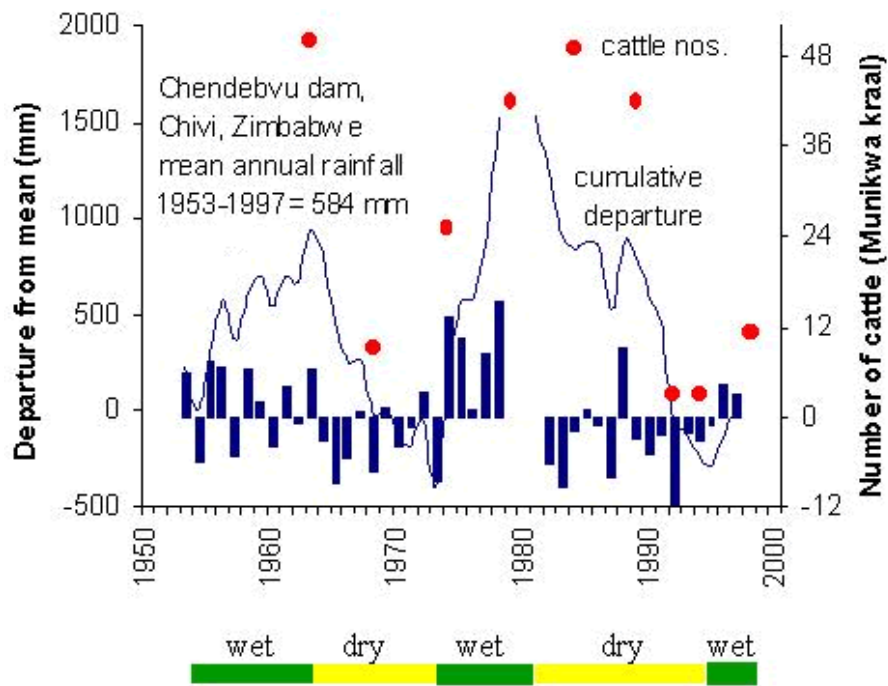 2000
1500
1000
500
0
-500
Departure from mean (mm)
Chendebvu dam,
Chivi, Zimbabwe
mean annual rainfall
1953-1997 = 584 mm
cattle nos.
cumulative
departure
48
36
24
12
0
-12
Number of cattle (Munikwa kraal)
1950
1960
1970
1980
1990
2000
wet
dry
wet
dry
wet